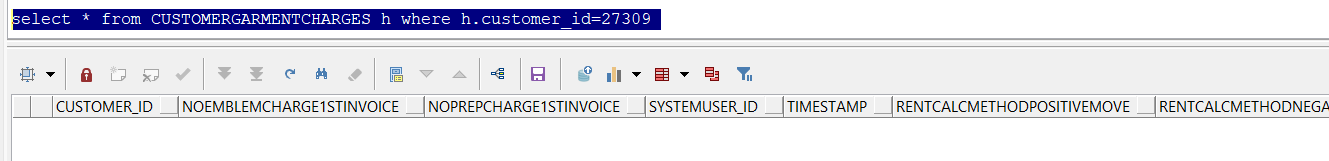 select * from CUSTOMERGARMENTCHARGES h where h.customer_id=27309
CUSTOMER_ID NOEMBLEMCHARGE1STINVOICE NOPREPCHARGE1STINVOICE SYSTEMUSER_ID TIMESTAMP RENTCALCMETHODPOSITIVEMOVE RENTCALCMETHODNEGA